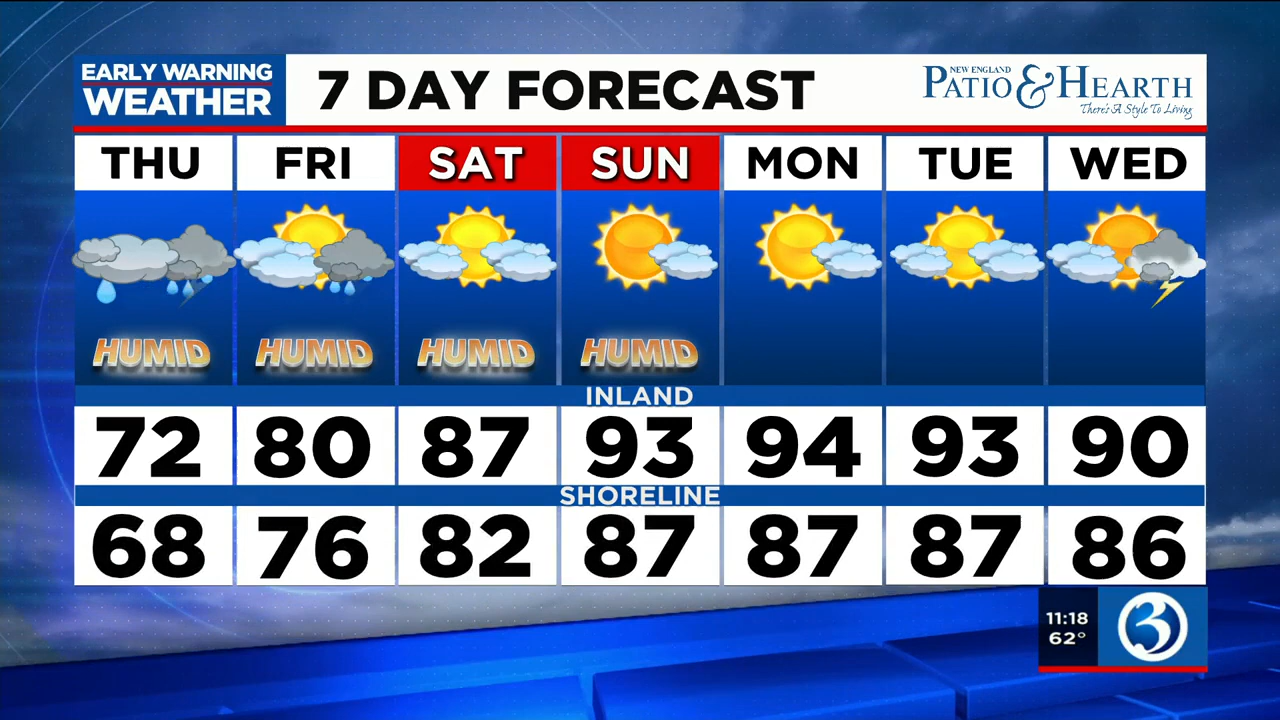 EARLY WARNING
WEATHER
7 DAY FORECAST
NEW ENGLAND
PATIO & HEARTH
There's A Style To Living
THU FRI SAT SUN MON TUE WED
HUMID HUMID HUMID HUMID
INLAND
72 80 87 93 94 93 90
SHORELINE
68 76 82 87 87 87 86
11:18
62°
3